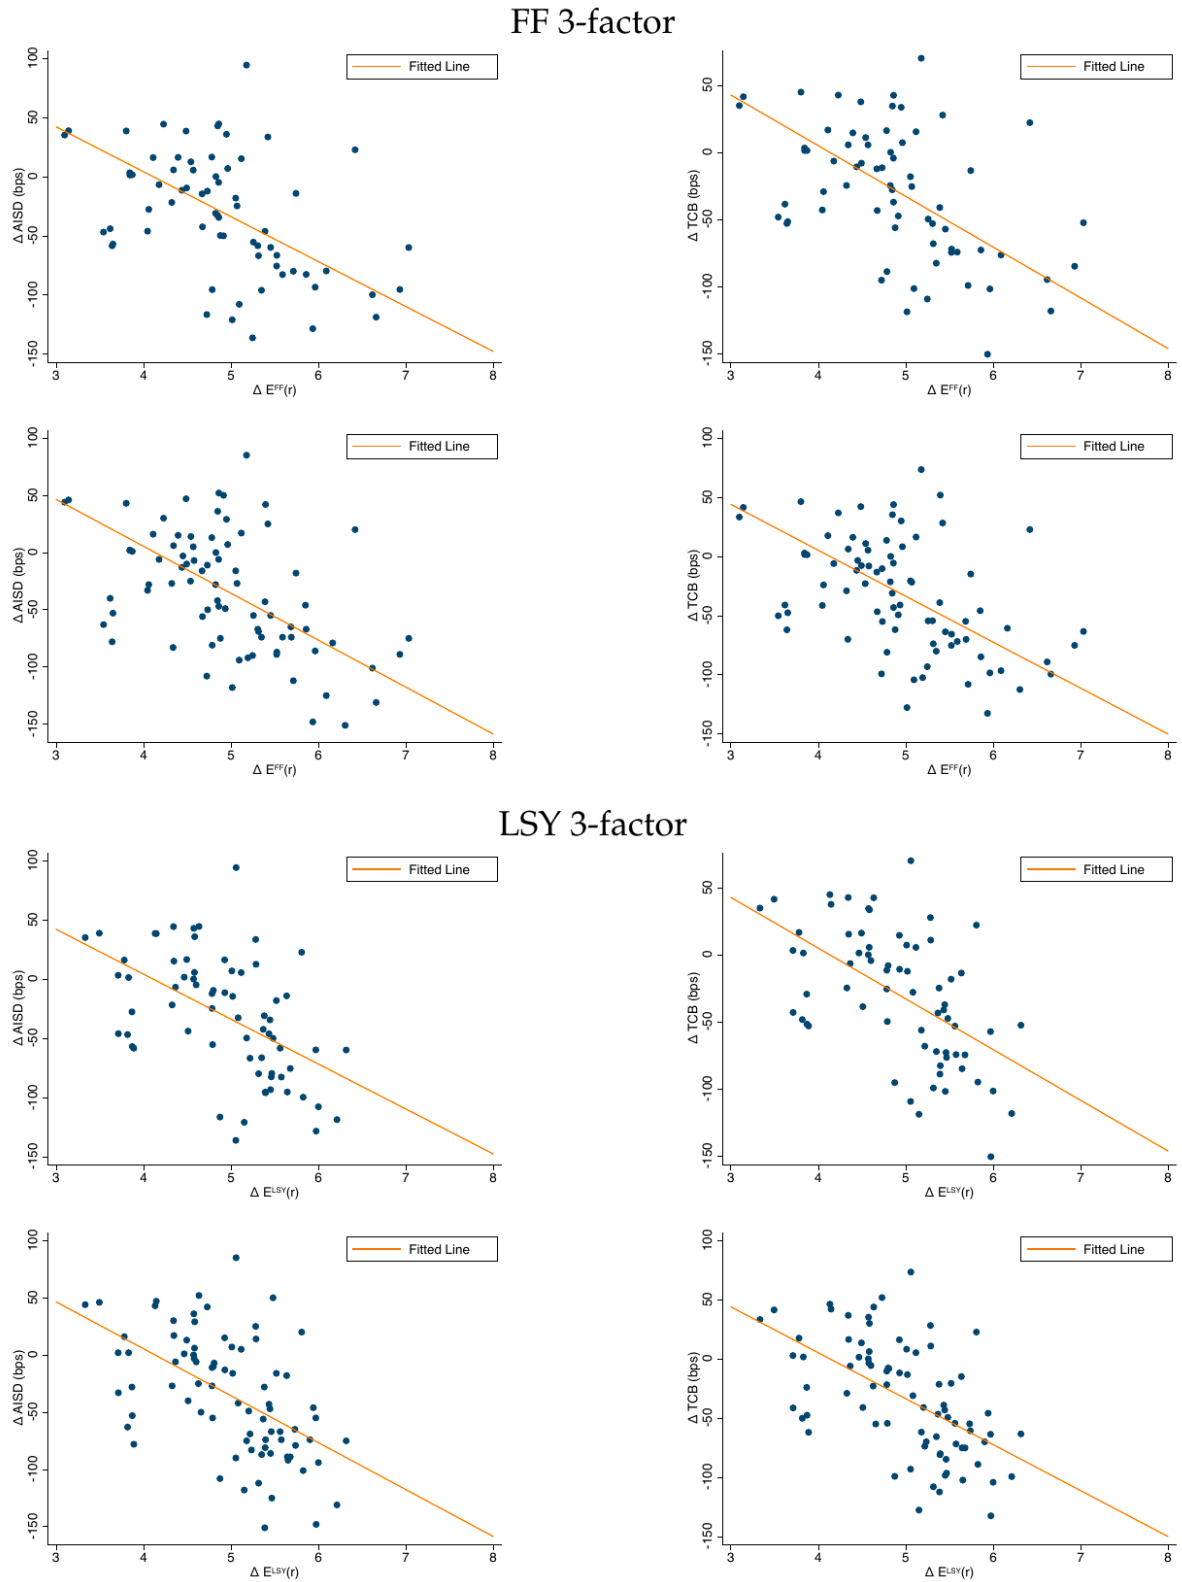 FF 3-factor
Fitted Line
Δ AISD (bps)
100
50
0
-50
-100
-150
3 4 5 6 7 8
Δ E^FF(r)
Fitted Line
Δ TCB (bps)
50
0
-50
-100
-150
3 4 5 6 7 8
Δ E^FF(r)
Fitted Line
Δ AISD (bps)
100
50
0
-50
-100
-150
3 4 5 6 7 8
Δ E^FF(r)
Fitted Line
Δ TCB (bps)
100
50
0
-50
-100
-150
3 4 5 6 7 8
Δ E^FF(r)
LSY 3-factor
Fitted Line
Δ AISD (bps)
100
50
0
-50
-100
-150
3 4 5 6 7 8
Δ E^LSY(r)
Fitted Line
Δ TCB (bps)
50
0
-50
-100
-150
3 4 5 6 7 8
Δ E^LSY(r)
Fitted Line
Δ AISD (bps)
100
50
0
-50
-100
-150
3 4 5 6 7 8
Δ E^LSY(r)
Fitted Line
Δ TCB (bps)
100
50
0
-50
-100
-150
3 4 5 6 7 8
Δ E^LSY(r)